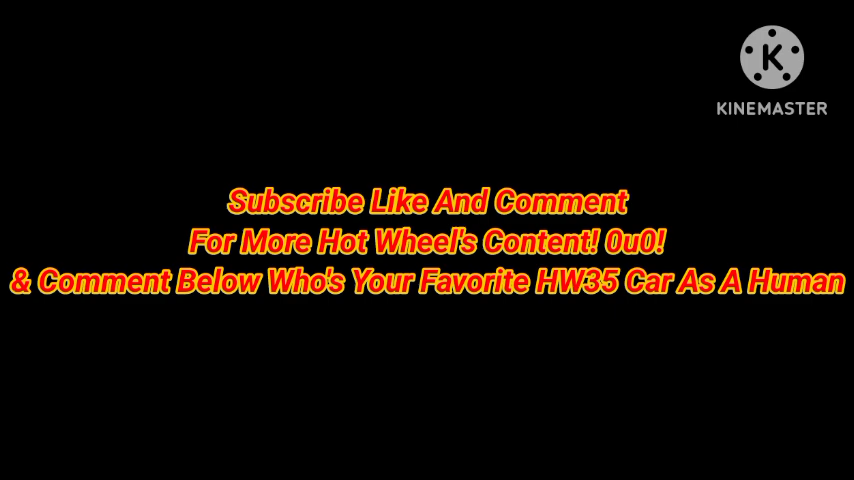 K
KINEMASTER
Subscribe Like And Comment
For More Hot Wheel's Content! 0u0!
& Comment Below Who's Your Favorite HW35 Car As A Human